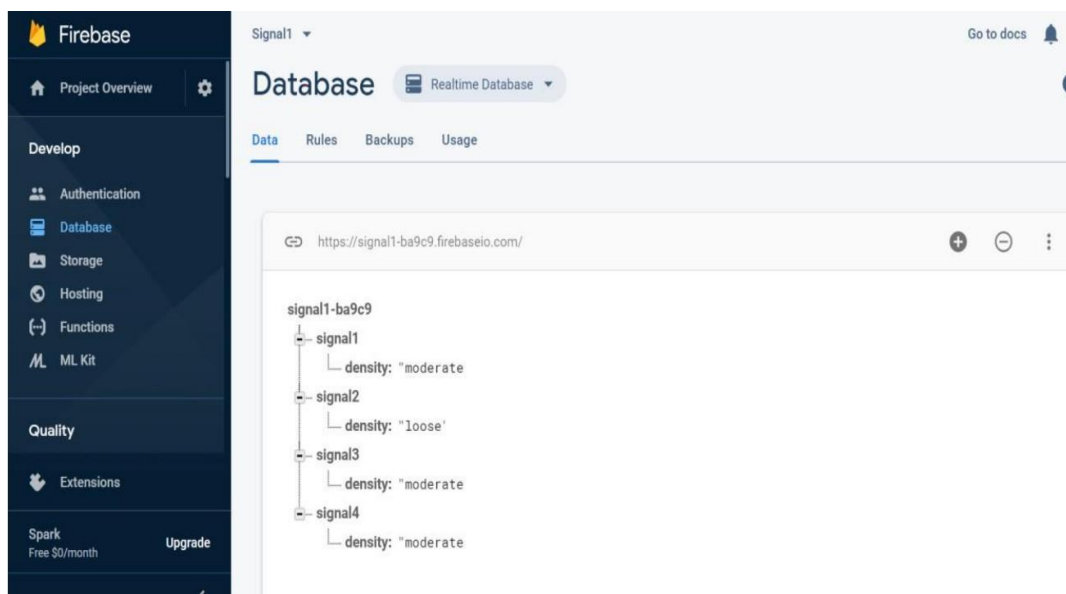 Firebase
Project Overview
Develop
Authentication
Database
Storage
Hosting
Functions
ML Kit
Quality
Extensions
Spark
Free $0/month
Upgrade
Signal1
Go to docs
Database
Realtime Database
Data Rules Backups Usage
https://signal1-ba9c9.firebaseio.com/
signal1-ba9c9
signal1
density: "moderate
signal2
density: "loose'
signal3
density: "moderate
signal4
density: "moderate